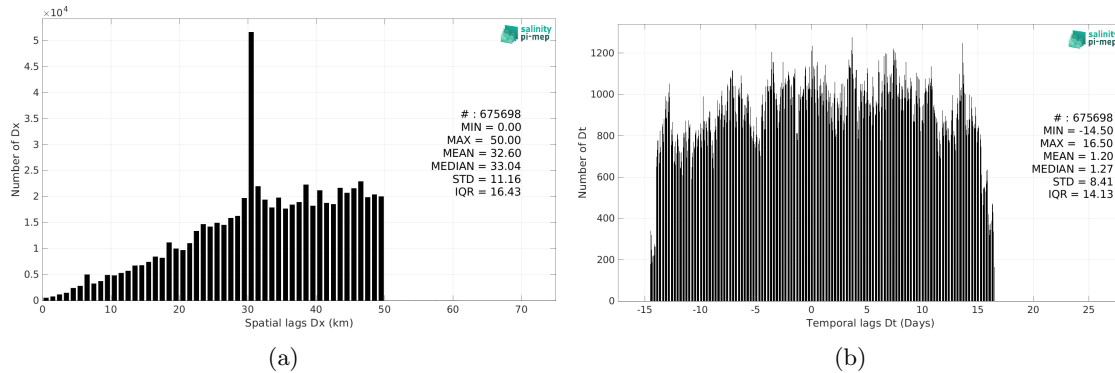 ×10⁴
5
4.5
4
3.5
3
2.5
2
1.5
1
0.5
0
Number of Dx
0 10 20 30 40 50 60 70
Spatial lags Dx (km)
salinity
pi-mep
# : 675698
MIN = 0.00
MAX = 50.00
MEAN = 32.60
MEDIAN = 33.04
STD = 11.16
IQR = 16.43
(a)
1200
1000
800
600
400
200
0
Number of Dt
-15 -10 -5 0 5 10 15 20 25
Temporal lags Dt (Days)
salinity
pi-mep
# : 675698
MIN = -14.50
MAX = 16.50
MEAN = 1.20
MEDIAN = 1.27
STD = 8.41
IQR = 14.13
(b)